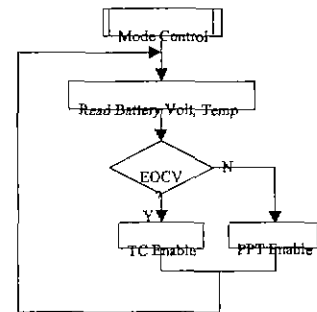 Mode Control
Read Battery Volt, Temp
EOCV
N
Y
TC Enable
PPT Enable